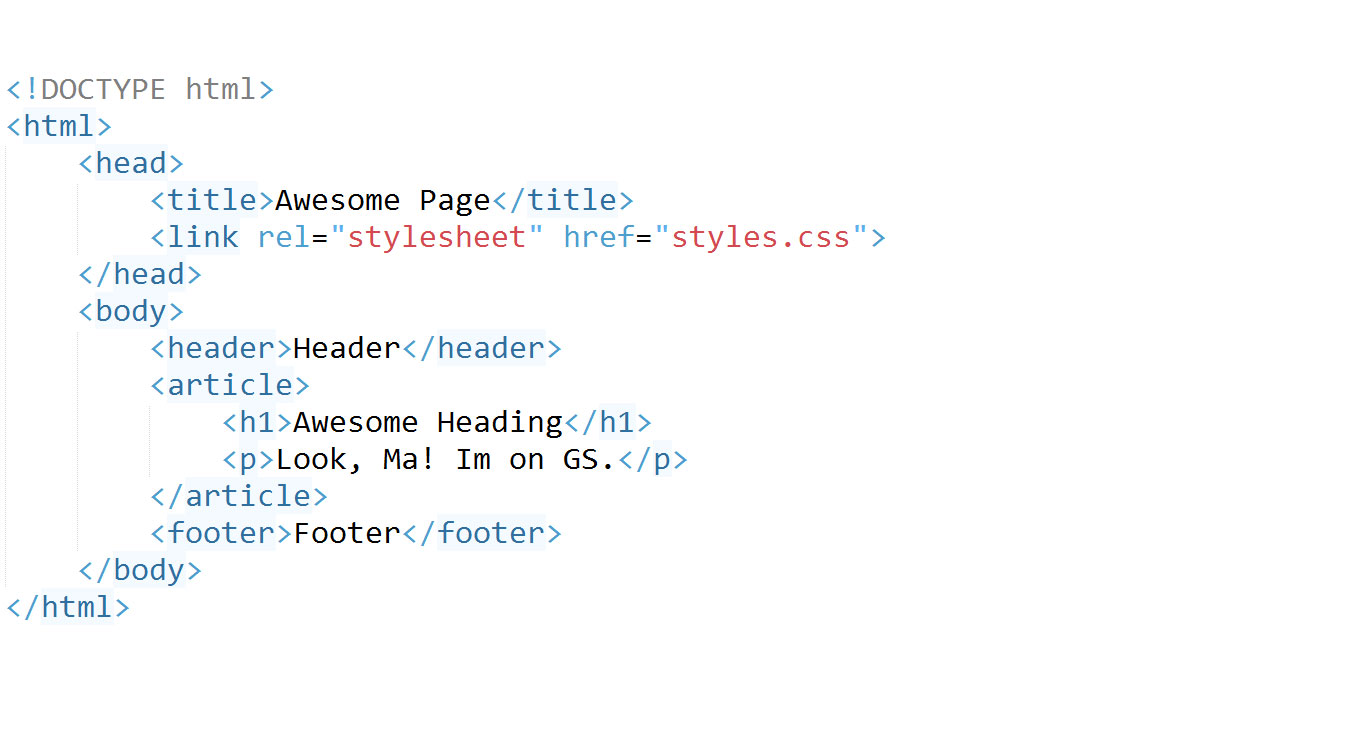 <!DOCTYPE html>
<html>
    <head>
        <title>Awesome Page</title>
        <link rel="stylesheet" href="styles.css">
    </head>
    <body>
        <header>Header</header>
        <article>
            <h1>Awesome Heading</h1>
            <p>Look, Ma! Im on GS.</p>
        </article>
        <footer>Footer</footer>
    </body>
</html>